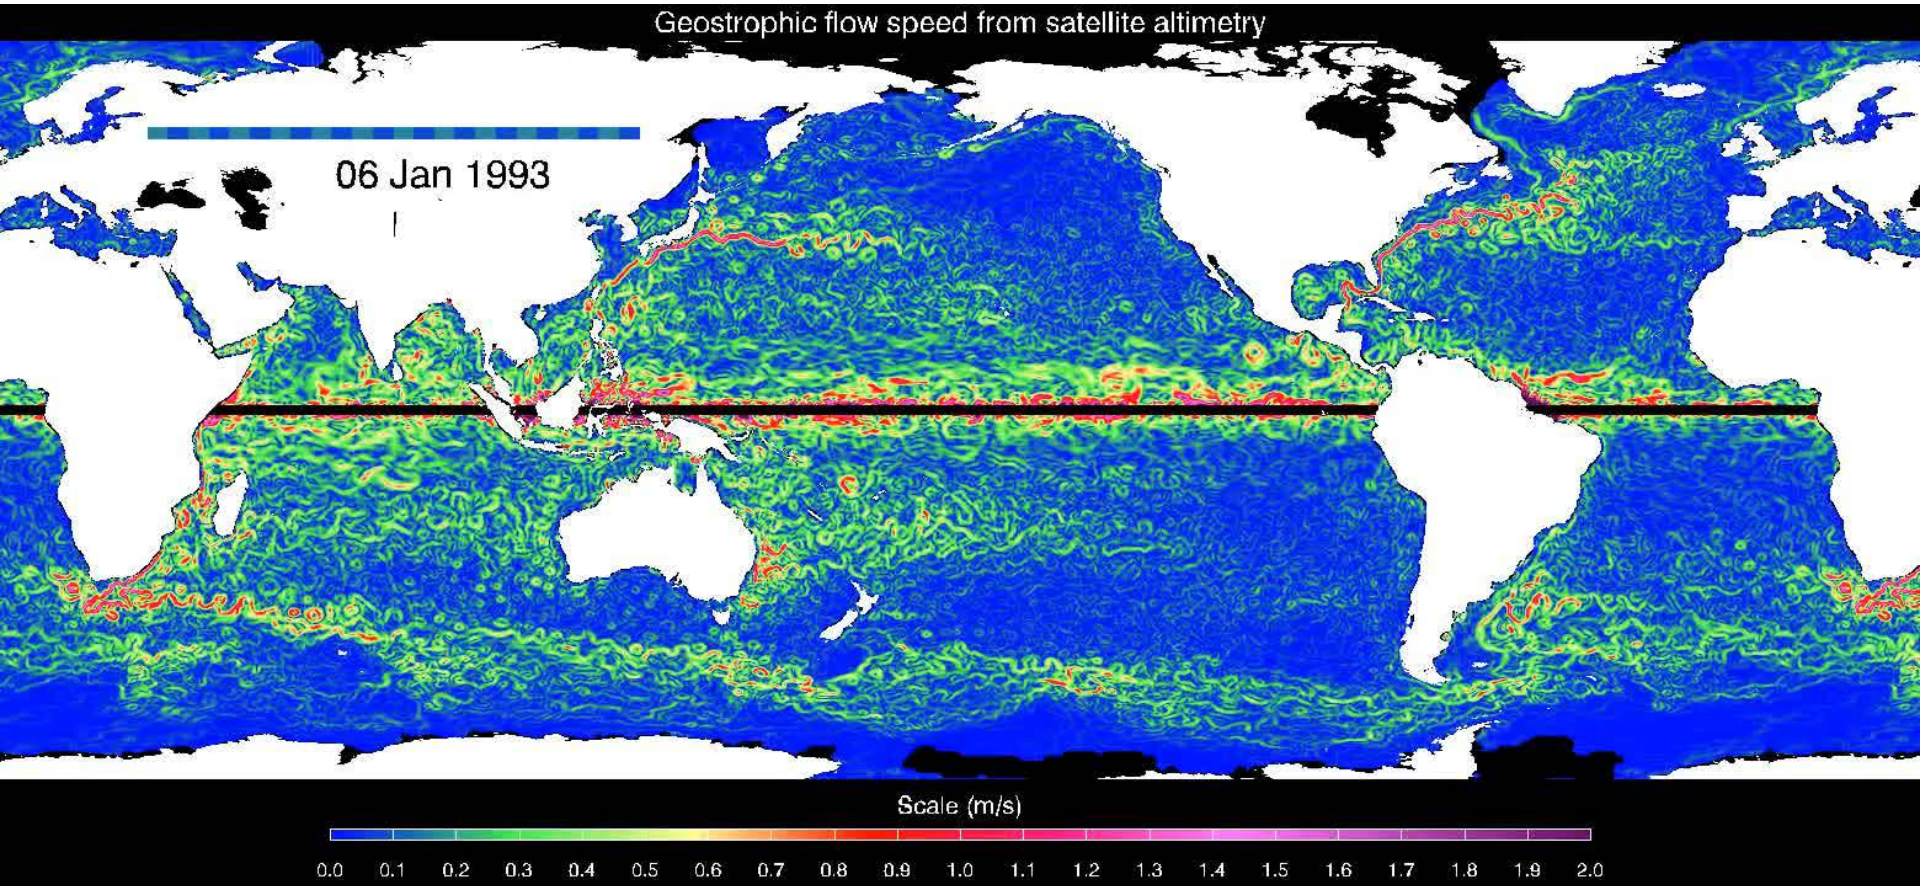 Geostrophic flow speed from satellite altimetry
06 Jan 1993
Scale (m/s)
0.0 0.1 0.2 0.3 0.4 0.5 0.6 0.7 0.8 0.9 1.0 1.1 1.2 1.3 1.4 1.5 1.6 1.7 1.8 1.9 2.0